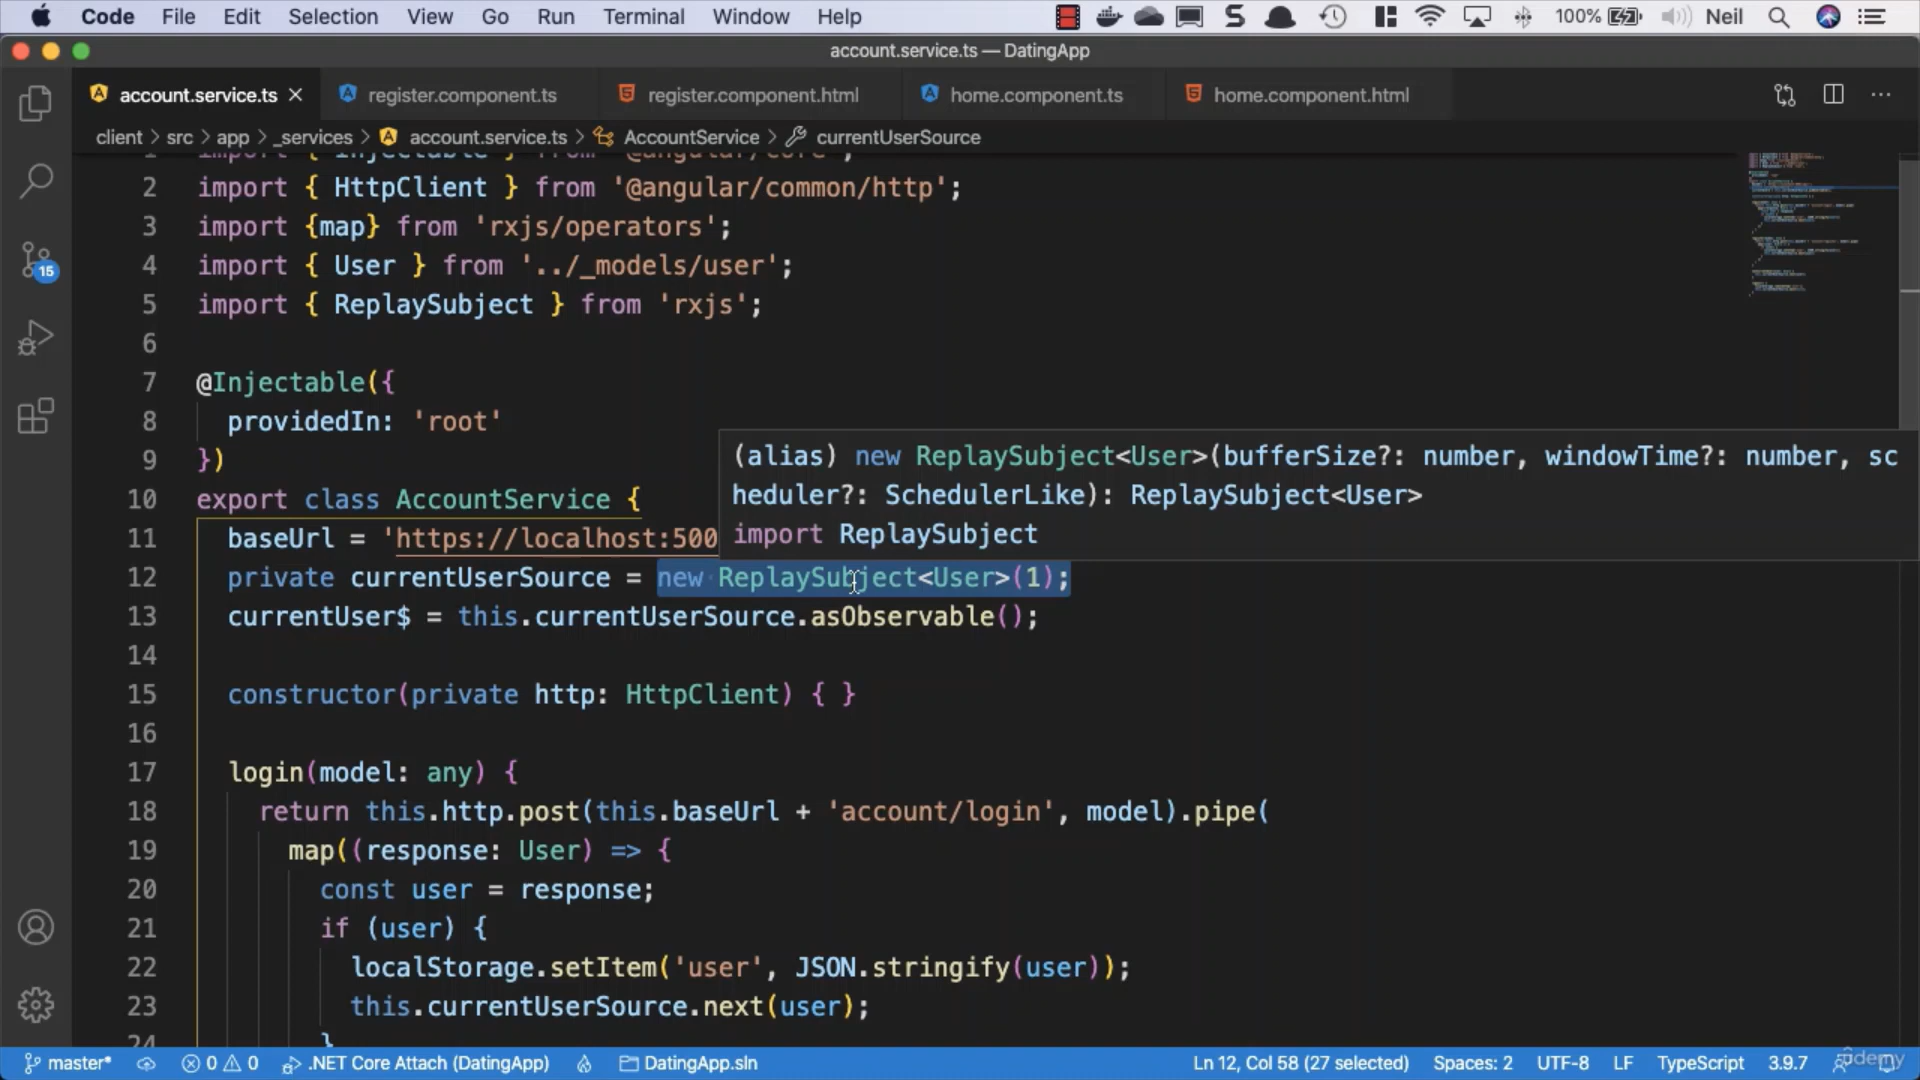 Code File Edit Selection View Go Run Terminal Window Help 100% Neil
account.service.ts — DatingApp
account.service.ts register.component.ts register.component.html home.component.ts home.component.html
client > src > app > _services > account.service.ts > AccountService > currentUserSource
1 import { Injectable } from '@angular/core';
2 import { HttpClient } from '@angular/common/http';
3 import {map} from 'rxjs/operators';
4 import { User } from '../_models/user';
5 import { ReplaySubject } from 'rxjs';
6
7 @Injectable({
8 providedIn: 'root'
9 })
(alias) new ReplaySubject<User>(bufferSize?: number, windowTime?: number, sc
heduler?: SchedulerLike): ReplaySubject<User>
import ReplaySubject
10 export class AccountService {
11 baseUrl = 'https://localhost:500
12 private currentUserSource = new ReplaySubject<User>(1);
13 currentUser$ = this.currentUserSource.asObservable();
14
15 constructor(private http: HttpClient) { }
16
17 login(model: any) {
18 return this.http.post(this.baseUrl + 'account/login', model).pipe(
19 map((response: User) => {
20 const user = response;
21 if (user) {
22 localStorage.setItem('user', JSON.stringify(user));
23 this.currentUserSource.next(user);
24 }
15
master* 0 0 .NET Core Attach (DatingApp) DatingApp.sln Ln 12, Col 58 (27 selected) Spaces: 2 UTF-8 LF TypeScript 3.9.7
udemy